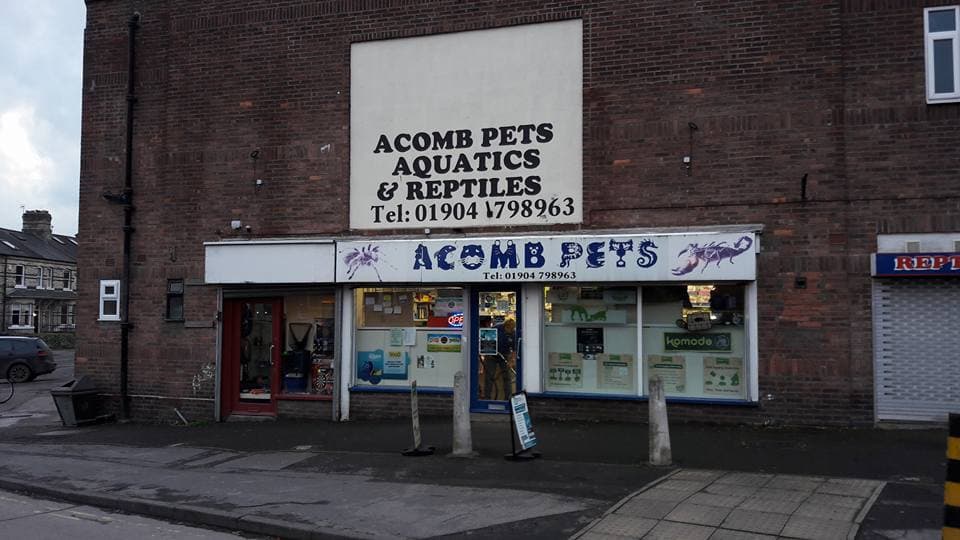 ACOMB PETS
AQUATICS
& REPTILES
Tel: 01904 798963
ACOMB PETS
Tel: 01904 798963
REPT
OPEN
komodo